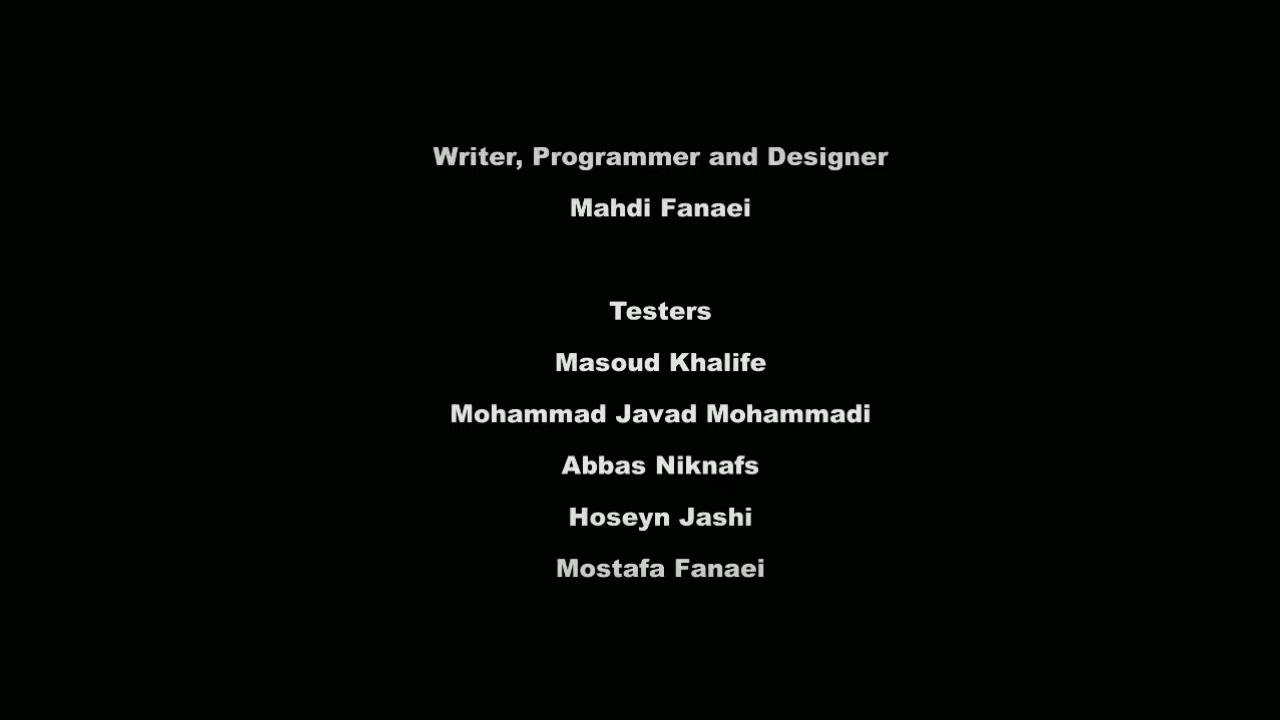 Writer, Programmer and Designer
Mahdi Fanaei
Testers
Masoud Khalife
Mohammad Javad Mohammadi
Abbas Niknafs
Hoseyn Jashi
Mostafa Fanaei